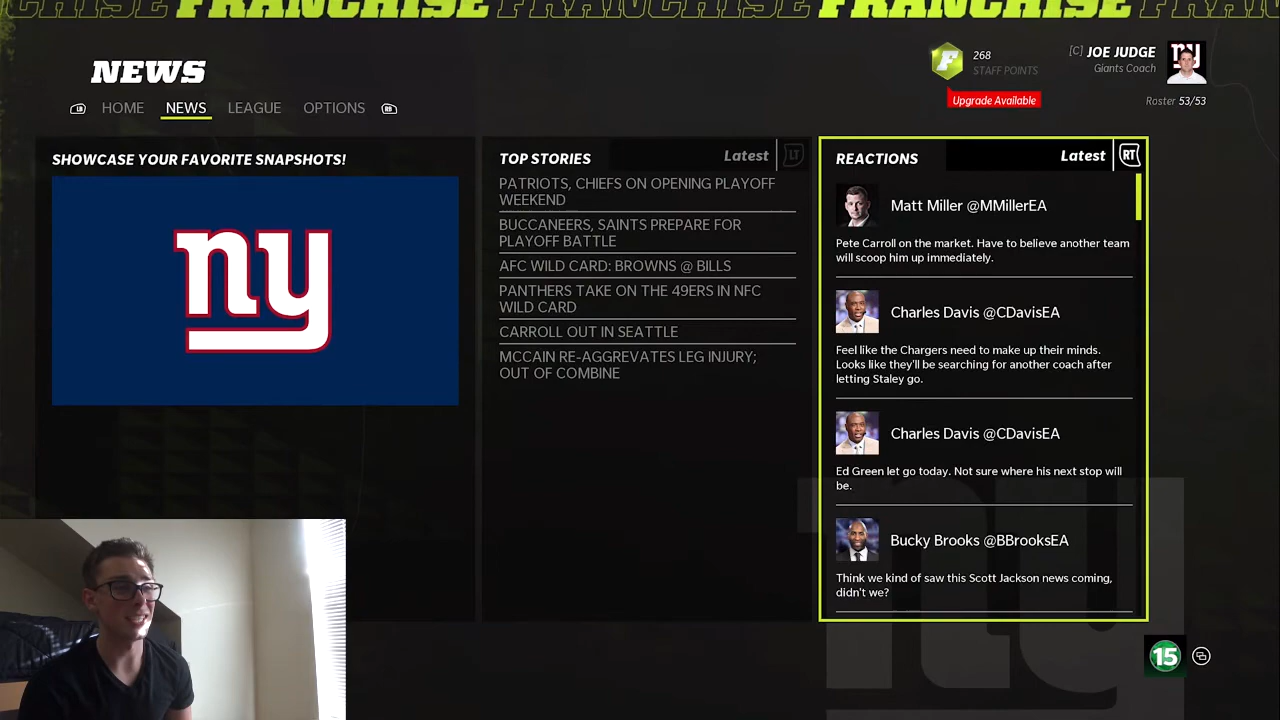 CHISE FRANCHISE FRANCHISE FRANCHISE FRAN
NEWS
268
STAFF POINTS
Upgrade Available
[C] JOE JUDGE
Giants Coach
ny
Roster 53/53
LB HOME NEWS LEAGUE OPTIONS RB
SHOWCASE YOUR FAVORITE SNAPSHOTS!
ny
TOP STORIES
Latest LT
PATRIOTS, CHIEFS ON OPENING PLAYOFF
WEEKEND
BUCCANEERS, SAINTS PREPARE FOR
PLAYOFF BATTLE
AFC WILD CARD: BROWNS @ BILLS
PANTHERS TAKE ON THE 49ERS IN NFC
WILD CARD
CARROLL OUT IN SEATTLE
MCCAIN RE-AGGREVATES LEG INJURY;
OUT OF COMBINE
REACTIONS
Latest RT
Matt Miller @MMillerEA
Pete Carroll on the market. Have to believe another team
will scoop him up immediately.
Charles Davis @CDavisEA
Feel like the Chargers need to make up their minds.
Looks like they'll be searching for another coach after
letting Staley go.
Charles Davis @CDavisEA
Ed Green let go today. Not sure where his next stop will
be.
Bucky Brooks @BBrooksEA
Think we kind of saw this Scott Jackson news coming,
didn't we?
15